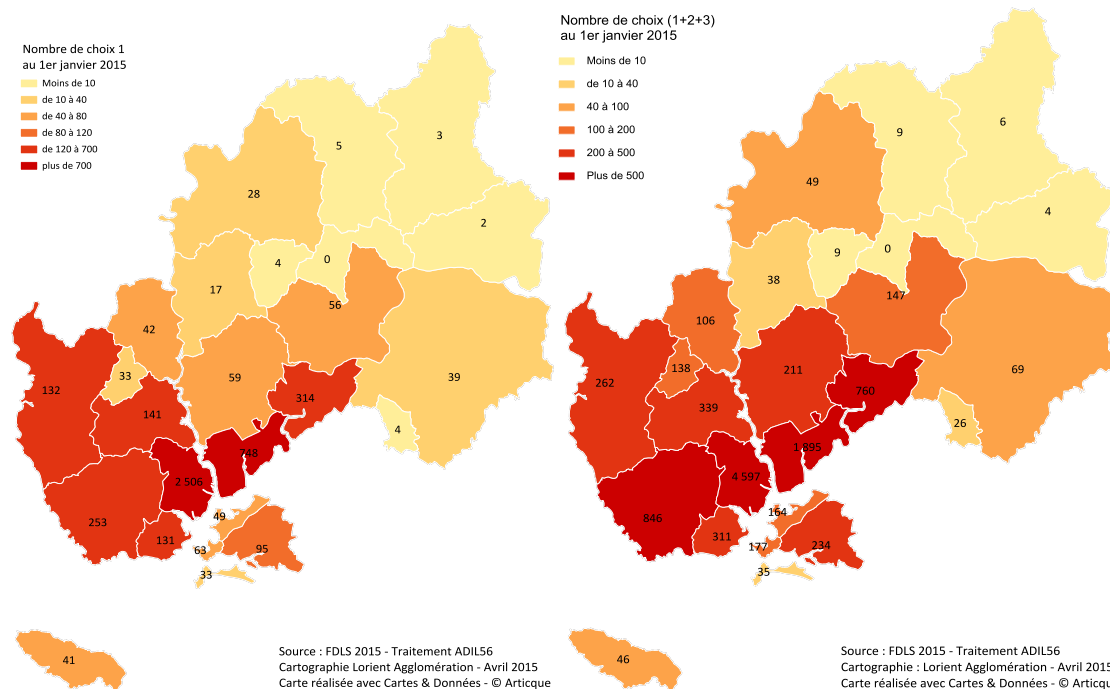 Nombre de choix 1
au 1er janvier 2015
Moins de 10
de 10 à 40
de 40 à 80
de 80 à 120
de 120 à 700
plus de 700
3
5
28
2
4
0
17
56
42
33
59
39
132
314
141
4
748
2 506
253
49
131
63
95
33
41
Source : FDLS 2015 - Traitement ADIL56
Cartographie Lorient Agglomération - Avril 2015
Carte réalisée avec Cartes & Données - © Articque
Nombre de choix (1+2+3)
au 1er janvier 2015
Moins de 10
de 10 à 40
40 à 100
100 à 200
200 à 500
Plus de 500
6
9
49
4
9
0
38
147
106
138
211
69
262
760
339
26
1 895
4 597
846
164
311
177
234
35
46
Source : FDLS 2015 - Traitement ADIL56
Cartographie : Lorient Agglomération - Avril 2015
Carte réalisée avec Cartes & Données - © Artic